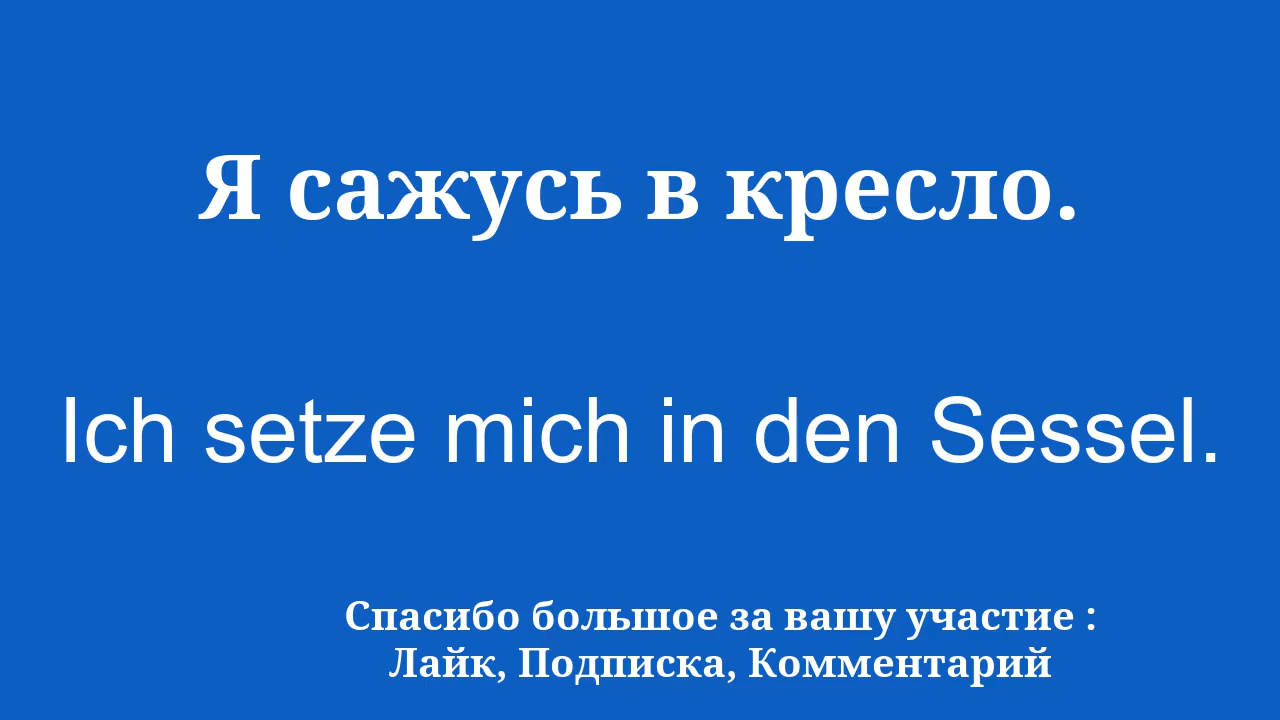 Я сажусь в кресло.
Ich setze mich in den Sessel.
Спасибо большое за вашу участие :
Лайк, Подписка, Комментарий